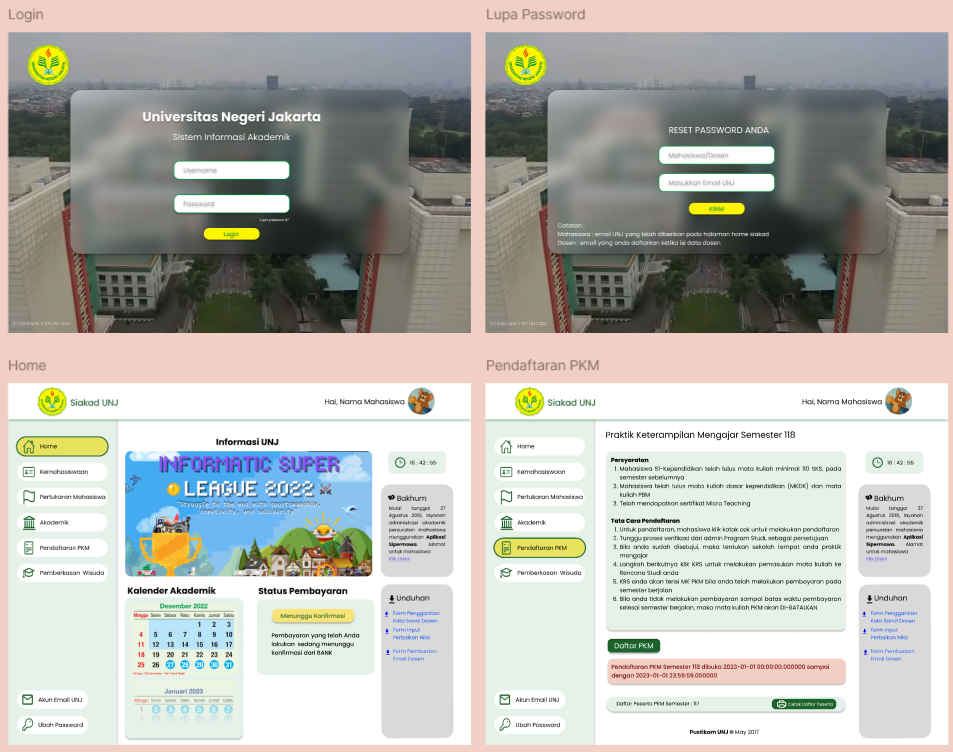 Login
Universitas Negeri Jakarta
Sistem Informasi Akademik
Username
Password
Lupa password?
Login
Lupa Password
RESET PASSWORD ANDA
Mahasiswa/Dosen
Masukkan Email UNJ
KIRIM
Catatan :
Mahasiswa : email UNJ yang telah diberikan pada halaman home siakad
Dosen : email yang anda daftarkan ketika isi data dosen
Home
Siakad UNJ
Hai, Nama Mahasiswa
Home
Kemahasiswaan
Pertukaran Mahasiswa
Akademik
Pendaftaran PKM
Pemberkasan Wisuda
Akun Email UNJ
Ubah Password
Informasi UNJ
INFORMATIC SUPER
LEAGUE 2022
"Struggle to the end with sportsmanship,
creativity, and solidarity"
Kalender Akademik
Desember 2022
Minggu Senin Selasa Rabu Kamis Jumat Sabtu
1 2 3
4 5 6 7 8 9 10
11 12 13 14 15 16 17
18 19 20 21 22 23 24
25 26 27 28 29 30 31
Januari 2023
Minggu Senin Selasa Rabu Kamis Jumat Sabtu
1 2 3 4 5 6 7
Status Pembayaran
Menunggu Konfirmasi
Pembayaran yang telah Anda
lakukan sedang menunggu
konfirmasi dari BANK
16 : 42 : 55
Bakhum
Mulai tanggal 27
Agustus 2018, layanan
administrasi akademik
persuratan mahasiswa
menggunakan Aplikasi
Sipermawa. Alamat
untuk mahasiswa
Klik Disini
Unduhan
Form Penggantian
Kata Sandi Dosen
Form Input
Perbaikan Nilai
Form Pembuatan
Email Dosen
Pendaftaran PKM
Siakad UNJ
Hai, Nama Mahasiswa
Home
Kemahasiswaan
Pertukaran Mahasiswa
Akademik
Pendaftaran PKM
Pemberkasan Wisuda
Akun Email UNJ
Ubah Password
Praktik Keterampilan Mengajar Semester 118
Persyaratan
1. Mahasiswa S1-Kependidikan telah lulus mata kuliah minimal 110 SKS, pada
semester sebelumnya
2. Mahasiswa telah lulus mata kuliah dasar kependidikan (MKDK) dan mata
kuliah PBM
3. Telah mendapatkan sertifikat Micro Teaching
Tata Cara Pendaftaran
1. Untuk pendaftaran, mahasiswa klik kotak cok untuk melakukan pendaftaran
2. Tunggu proses verifikasi dari admin Program Studi, sebagai persetujuan
3. Bila anda sudah disetujui, maka tentukan sekolah tempat anda praktik
mengajar
4. Langkah berikutnya klik KRS untuk melakukan pemasukan mata kuliah ke
Rencana Studi anda
5. KRS anda akan terisi MK PKM bila anda telah melakukan pembayaran pada
semester berjalan
6. Bila anda tidak melakukan pembayaran sampai batas waktu pembayaran
selesai semester berjalan, maka mata kuliah PKM akan DI-BATALKAN
Daftar PKM
Pendaftaran PKM Semester 118 dibuka 2023-01-01 00:00:00.000000 sampai
dengan 2023-01-01 23:59:59.000000
Daftar Peserta PKM Semester : 117
Cetak Daftar Peserta
Pustikom UNJ © May 2017
16 : 42 : 55
Bakhum
Mulai tanggal 27
Agustus 2018, layanan
administrasi akademik
persuratan mahasiswa
menggunakan Aplikasi
Sipermawa. Alamat
untuk mahasiswa
Klik Disini
Unduhan
Form Penggantian
Kata Sandi Dosen
Form Input
Perbaikan Nilai
Form Pembuatan
Email Dosen